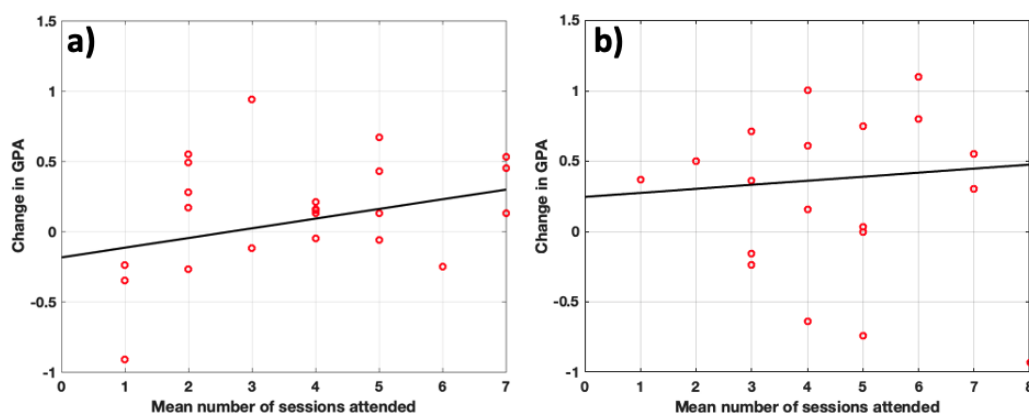 a)
1.5
1
0.5
0
-0.5
-1
Change in GPA
0 1 2 3 4 5 6 7
Mean number of sessions attended
b)
1.5
1
0.5
0
-0.5
-1
Change in GPA
0 1 2 3 4 5 6 7 8
Mean number of sessions attended